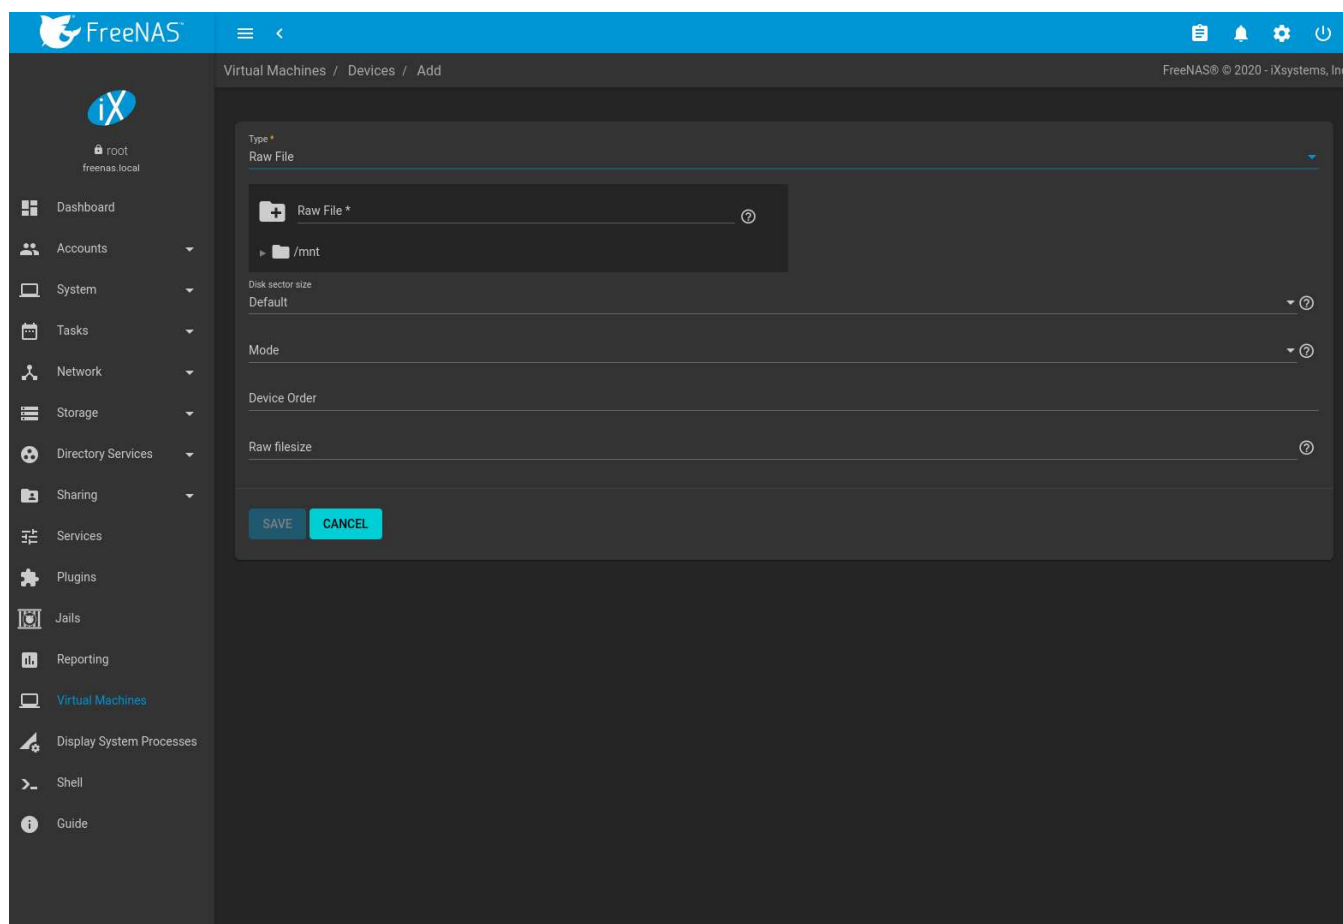 FreeNAS
Virtual Machines / Devices / Add
FreeNAS® © 2020 - iXsystems, Inc
iX
root
freenas.local
Dashboard
Accounts
System
Tasks
Network
Storage
Directory Services
Sharing
Services
Plugins
Jails
Reporting
Virtual Machines
Display System Processes
Shell
Guide
Type *
Raw File
Raw File *
/mnt
Disk sector size
Default
Mode
Device Order
Raw filesize
SAVE CANCEL